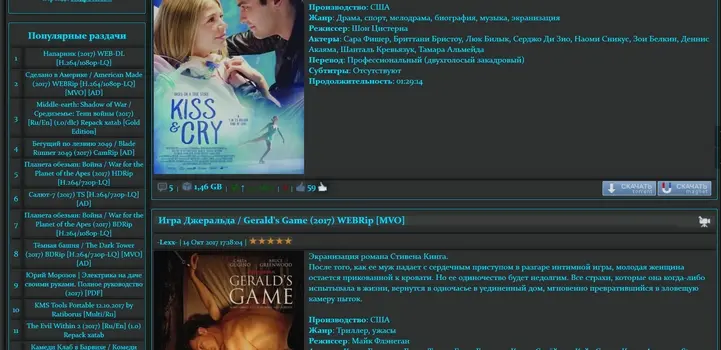 Популярные раздачи
1 Напарник (2017) WEB-DL
[H.264/1080p-LQ]
2 Сделано в Америке / American Made
(2017) WEBRip [H.264/1080p-LQ]
[MVO] [AD]
3 Middle-earth: Shadow of War /
Средиземье: Тени войны (2017)
[Ru/En] (1.0/dlc) Repack xatab [Gold
Edition]
4 Бегущий по лезвию 2049 / Blade
Runner 2049 (2017) CamRip [AD]
5 Планета обезьян: Война / War for the
Planet of the Apes (2017) HDRip
[H.264/720p-LQ]
6 Салют-7 (2017) TS [H.264/720p-LQ]
[AD]
7 Планета обезьян: Война / War for the
Planet of the Apes (2017) BDRip
[H.264/1080p-LQ]
8 Тёмная башня / The Dark Tower
(2017) BDRip [H.264/720p-LQ] [MVO]
[AD]
9 Юрий Морозов | Электрика на даче
своими руками. Полное руководство
(2017) [PDF]
10 KMS Tools Portable 12.10.2017 by
Ratiborus [Multi/Ru]
11 The Evil Within 2 (2017) [Ru/En] (1.0)
Repack xatab
Камеди Клаб в Барвихе / Комеди
KISS
& CRY
Производство: США
Жанр: Драма, спорт, мелодрама, биография, музыка, экранизация
Режиссер: Шон Цистерна
Актеры: Сара Фишер, Бриттани Бристоу, Люк Билык, Серджо Ди Зио, Наоми Сникус, Зои Белкин, Деннис
Акаяма, Шанталь Кревьязук, Тамара Альмейда
Перевод: Профессиональный (двухголосый закадровый)
Субтитры: Отсутствуют
Продолжительность: 01:29:14
5 | 1,46 GB | 59
СКАЧАТЬ torrent
СКАЧАТЬ magnet
Игра Джеральда / Gerald's Game (2017) WEBRip [MVO]
-Lexx- | 14 Окт 2017 17:28:04 |
CARLA GUGINO BRUCE GREENWOOD
GERALD'S
GAME
Экранизация романа Стивена Кинга.
После того, как ее муж падает с сердечным приступом в разгаре интимной игры, молодая женщина
остается прикованной к кровати. Но ее одиночество будет недолгим. Все страхи, которые она когда-либо
испытывала в жизни, вернутся в одночасье в уединенный дом, мгновенно превратившийся в зловещую
камеру пыток.
Производство: США
Жанр: Триллер, ужасы
Режиссер: Майк Флэнеган